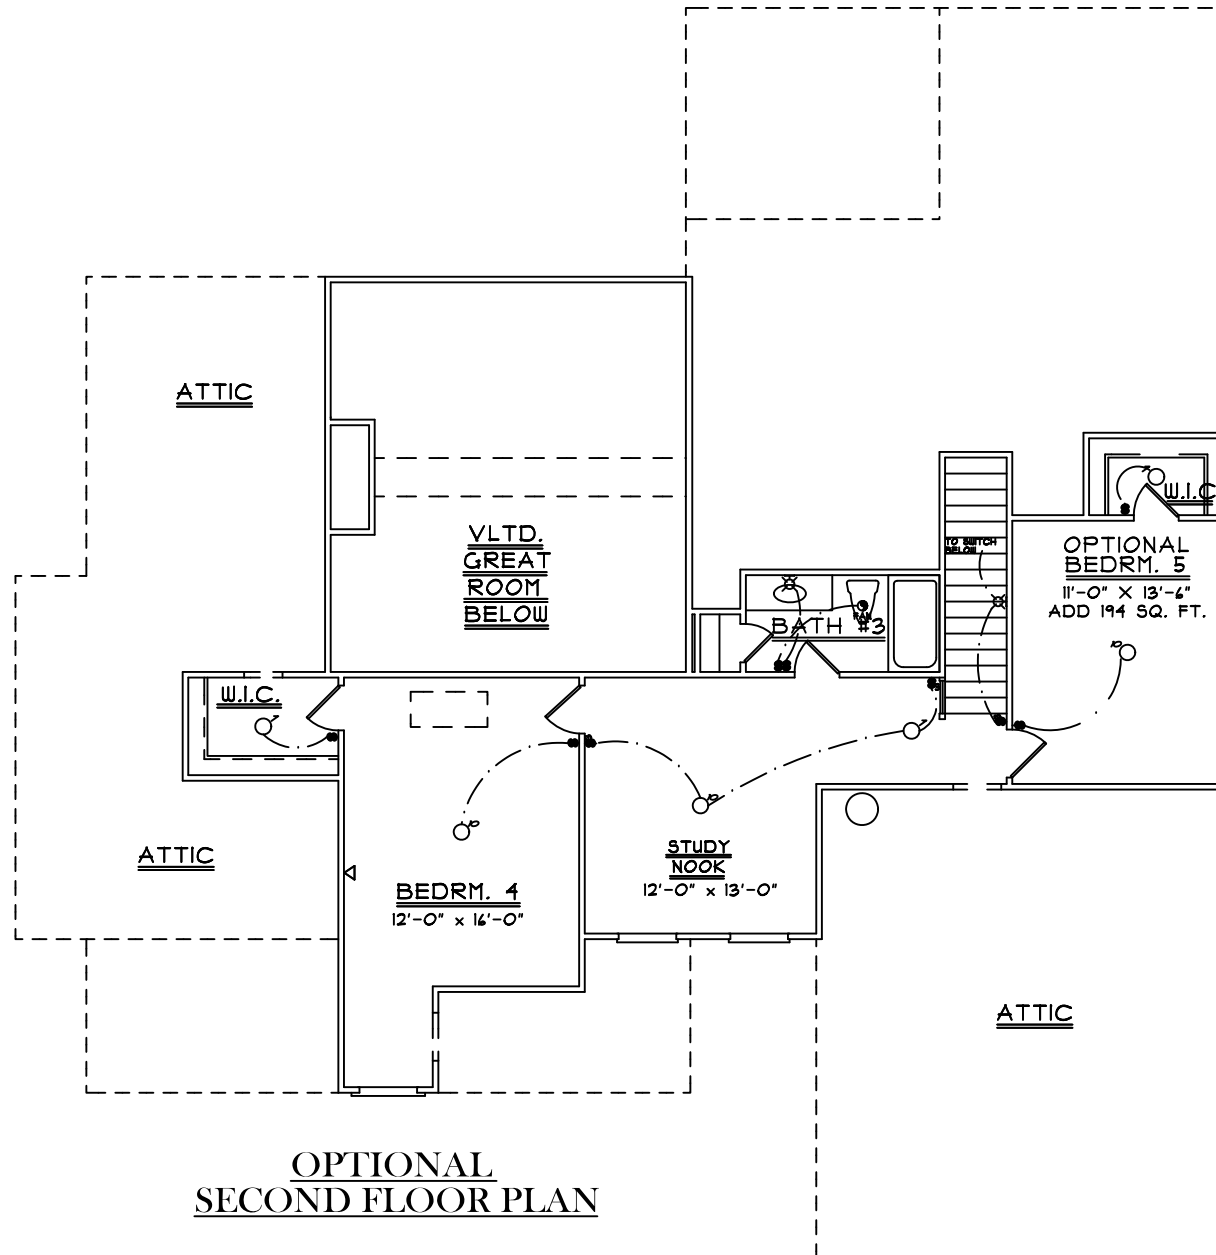 ATTIC
VLTD.
GREAT
ROOM
BELOW
W.I.C
TO SWITCH
BELOW
OPTIONAL
BEDRM. 5
11'-0" X 13'-6"
ADD 194 SQ. FT.
FAN
BATH #3
W.I.C.
ATTIC
STUDY
NOOK
12'-0" x 13'-0"
BEDRM. 4
12'-0" x 16'-0"
ATTIC
OPTIONAL
SECOND FLOOR PLAN